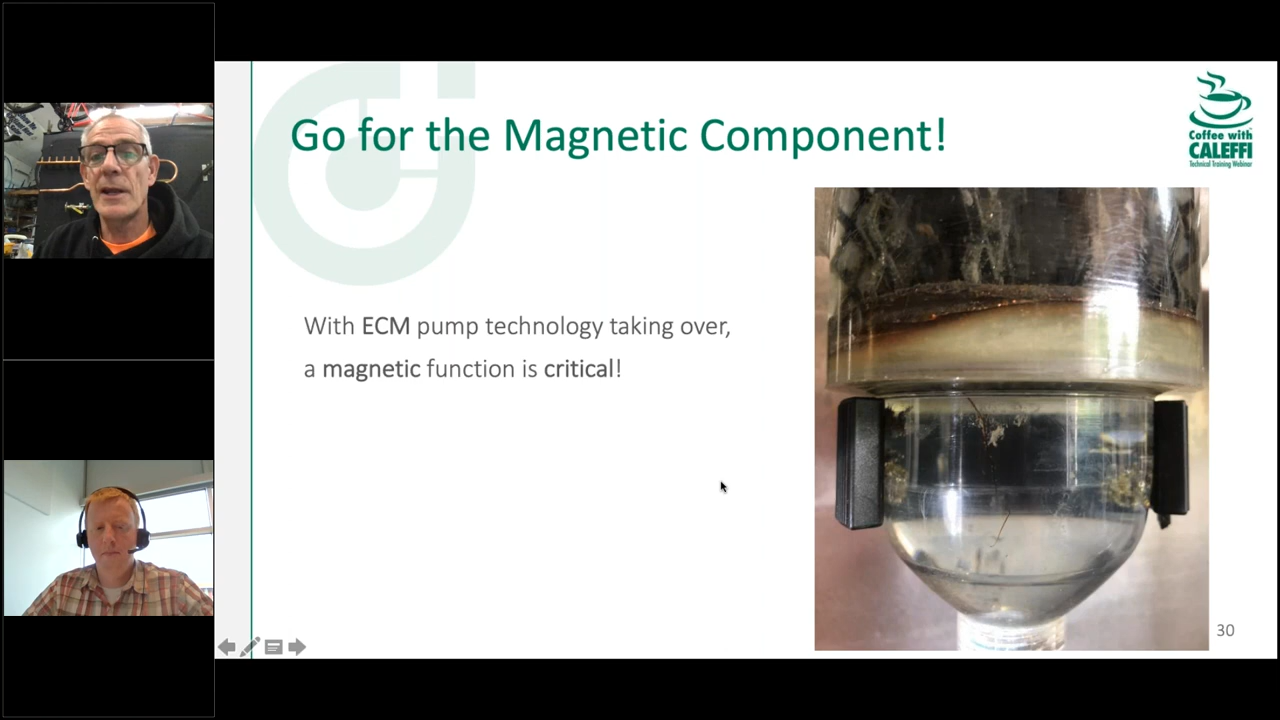 Go for the Magnetic Component!
Coffee with
CALEFFI
Technical Training Webinar
With ECM pump technology taking over,
a magnetic function is critical!
30